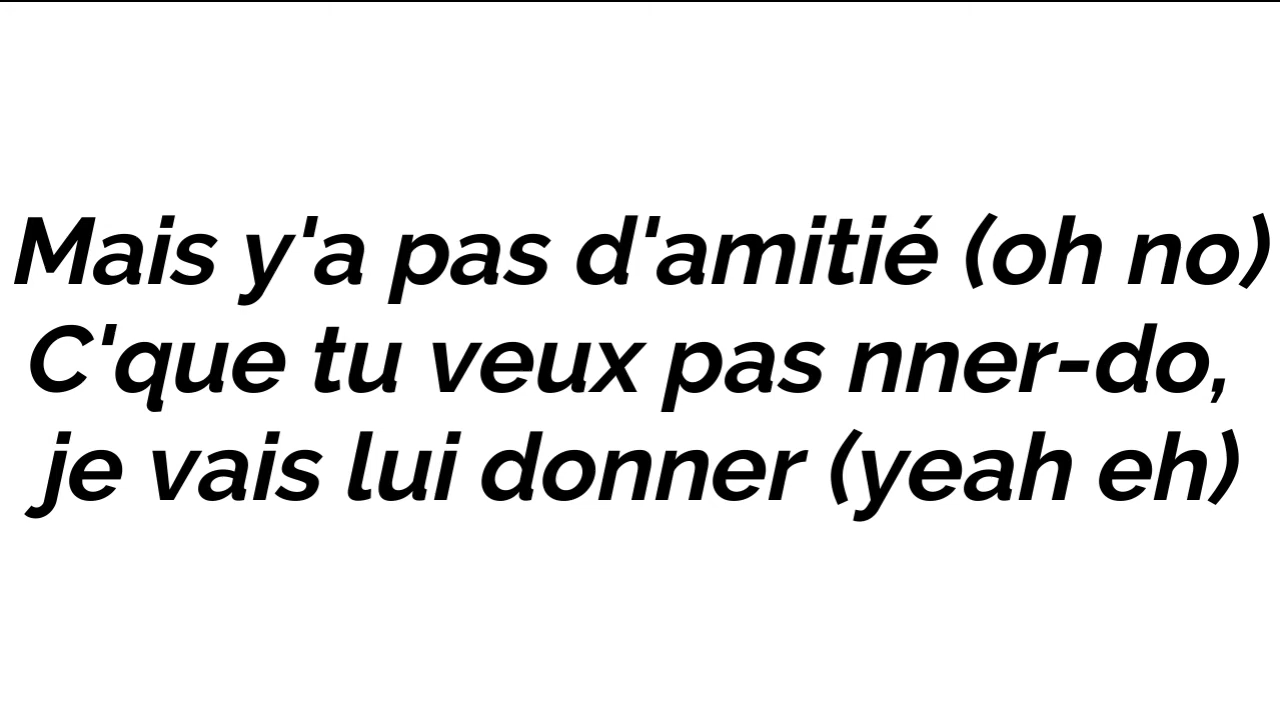 Mais y'a pas d'amitié (oh no)
C'que tu veux pas nner-do,
je vais lui donner (yeah eh)